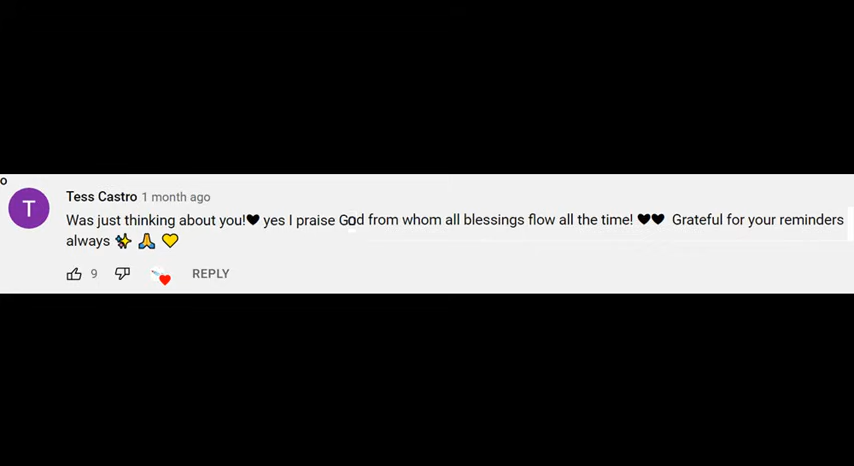 o
T
Tess Castro 1 month ago
Was just thinking about you!🖤 yes I praise God from whom all blessings flow all the time! 🖤🖤 Grateful for your reminders
always ✨ 🙏 💛
9 REPLY